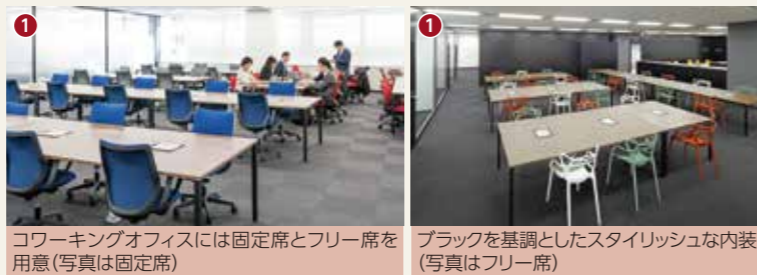 1
コワーキングオフィスには固定席とフリー席を
用意(写真は固定席)
1
ブラックを基調としたスタイリッシュな内装
(写真はフリー席)